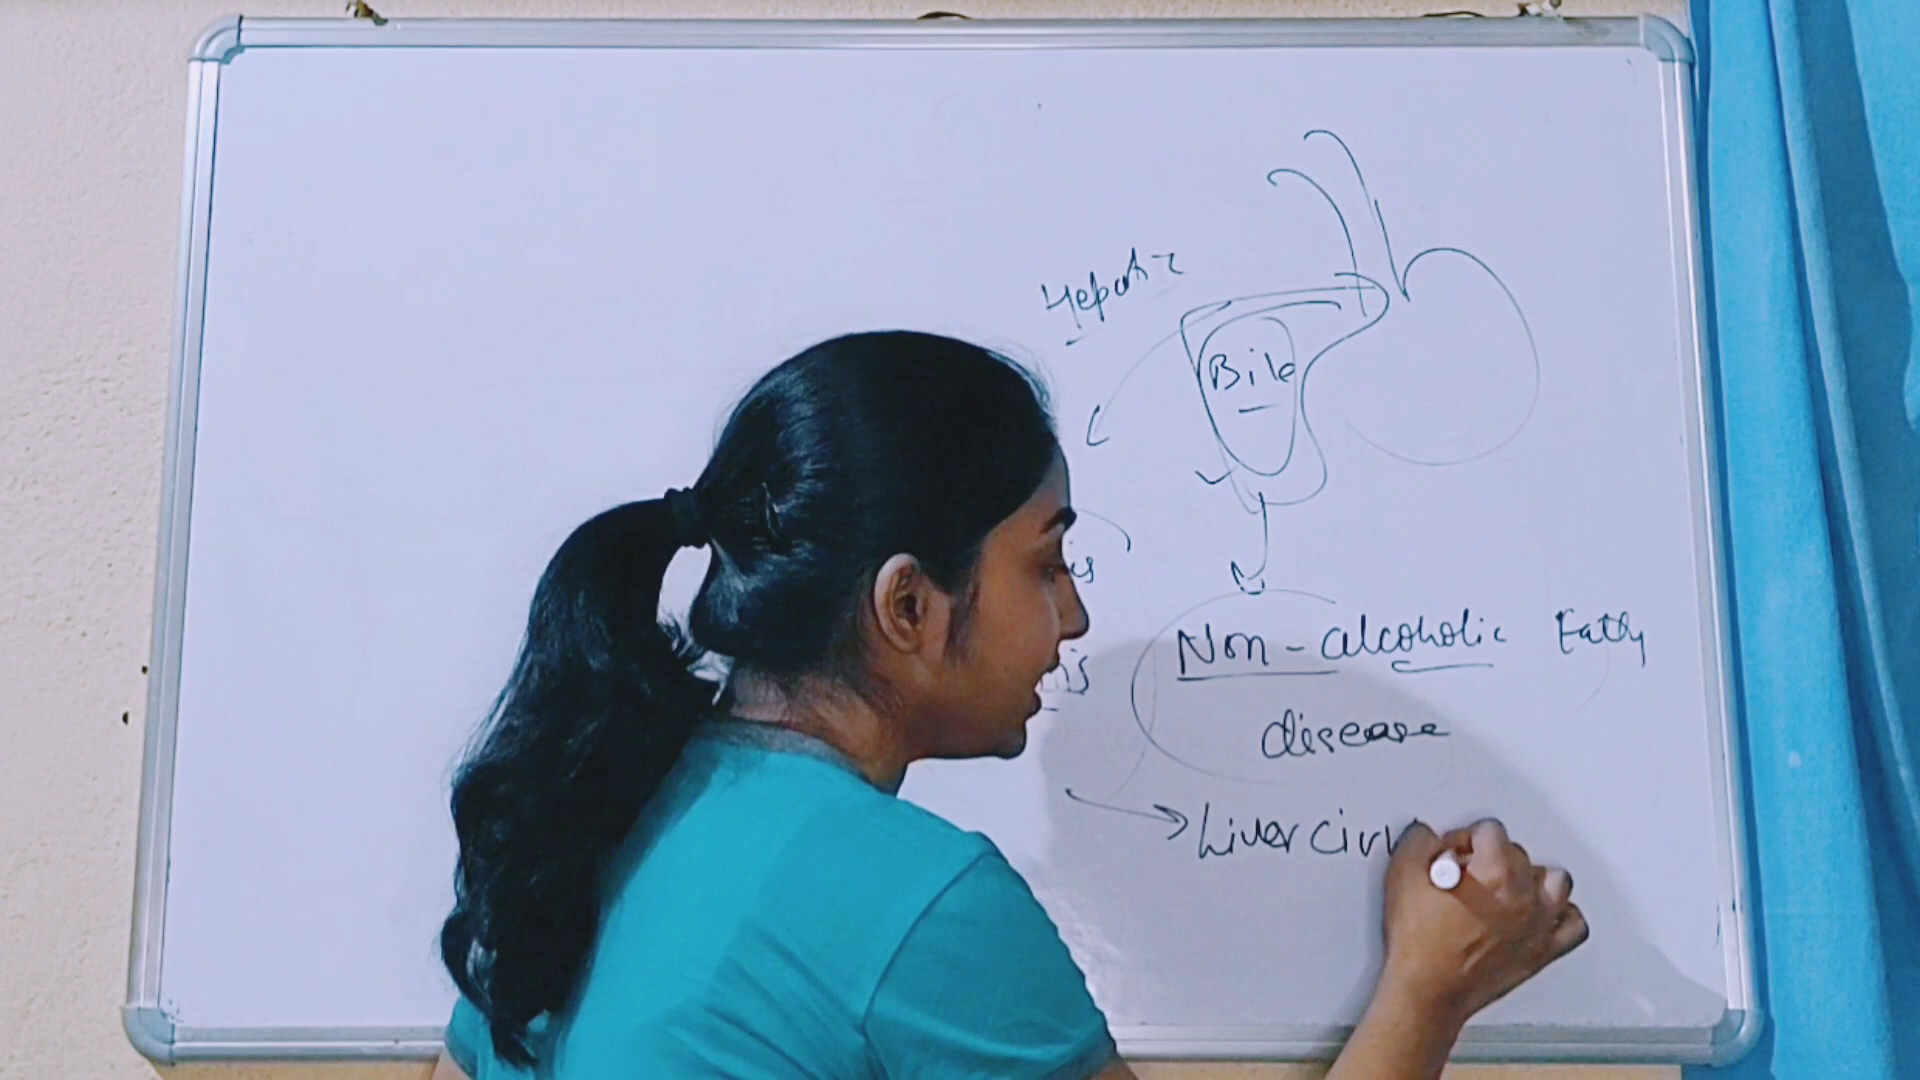 Hepatic
Bile
Non-alcoholic Fatty
disease
Liver cirr